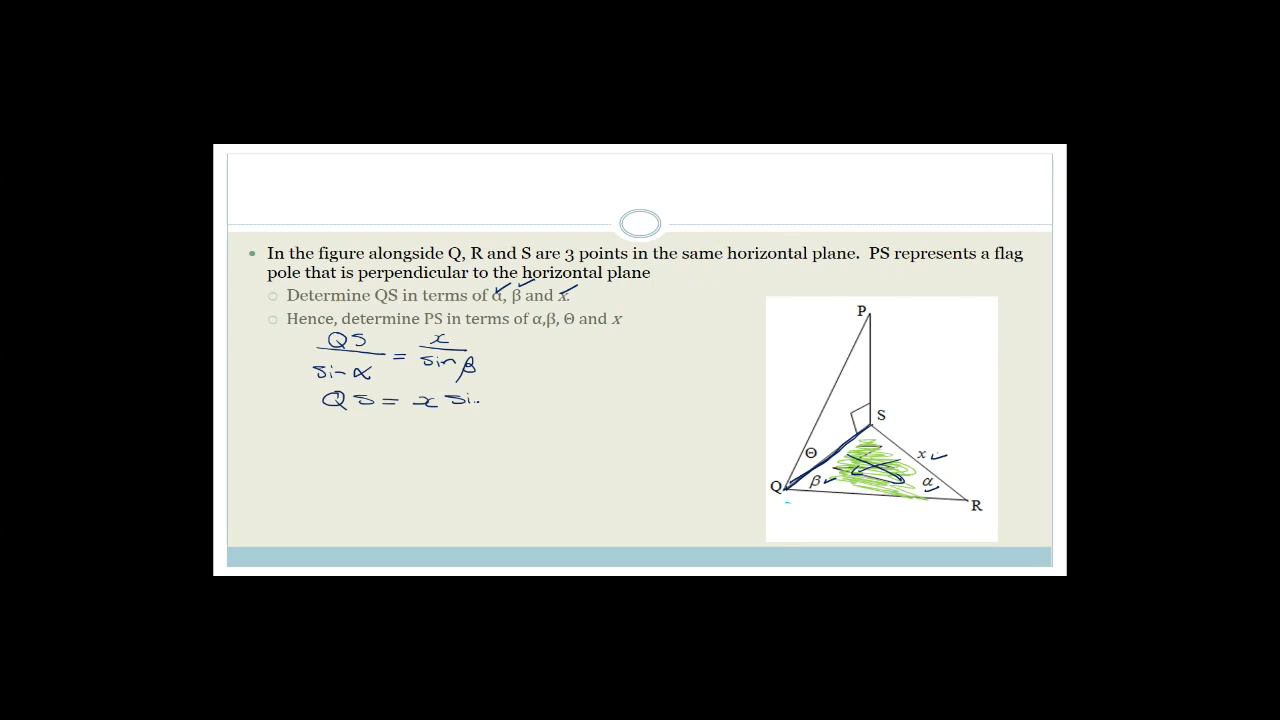 In the figure alongside Q, R and S are 3 points in the same horizontal plane. PS represents a flag
pole that is perpendicular to the horizontal plane
Determine QS in terms of α, β and x.
Hence, determine PS in terms of α,β, Θ and x
QS / sin α = x / sin β
QS = x si..
P
S
Θ
x
Q
β
α
R